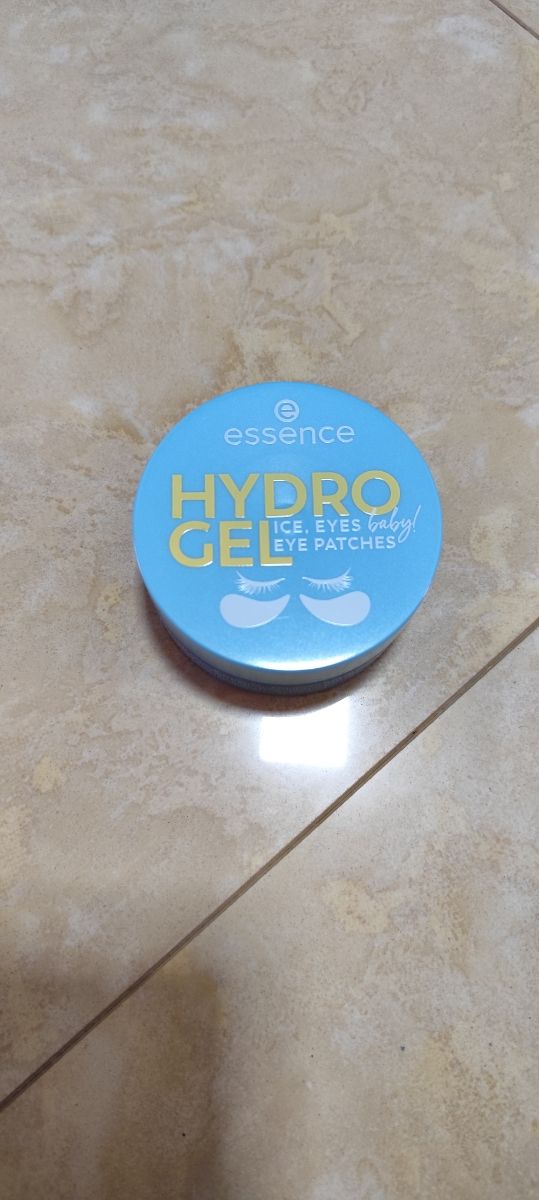 e
essence
HYDRO
GEL
ICE, EYES baby!
EYE PATCHES